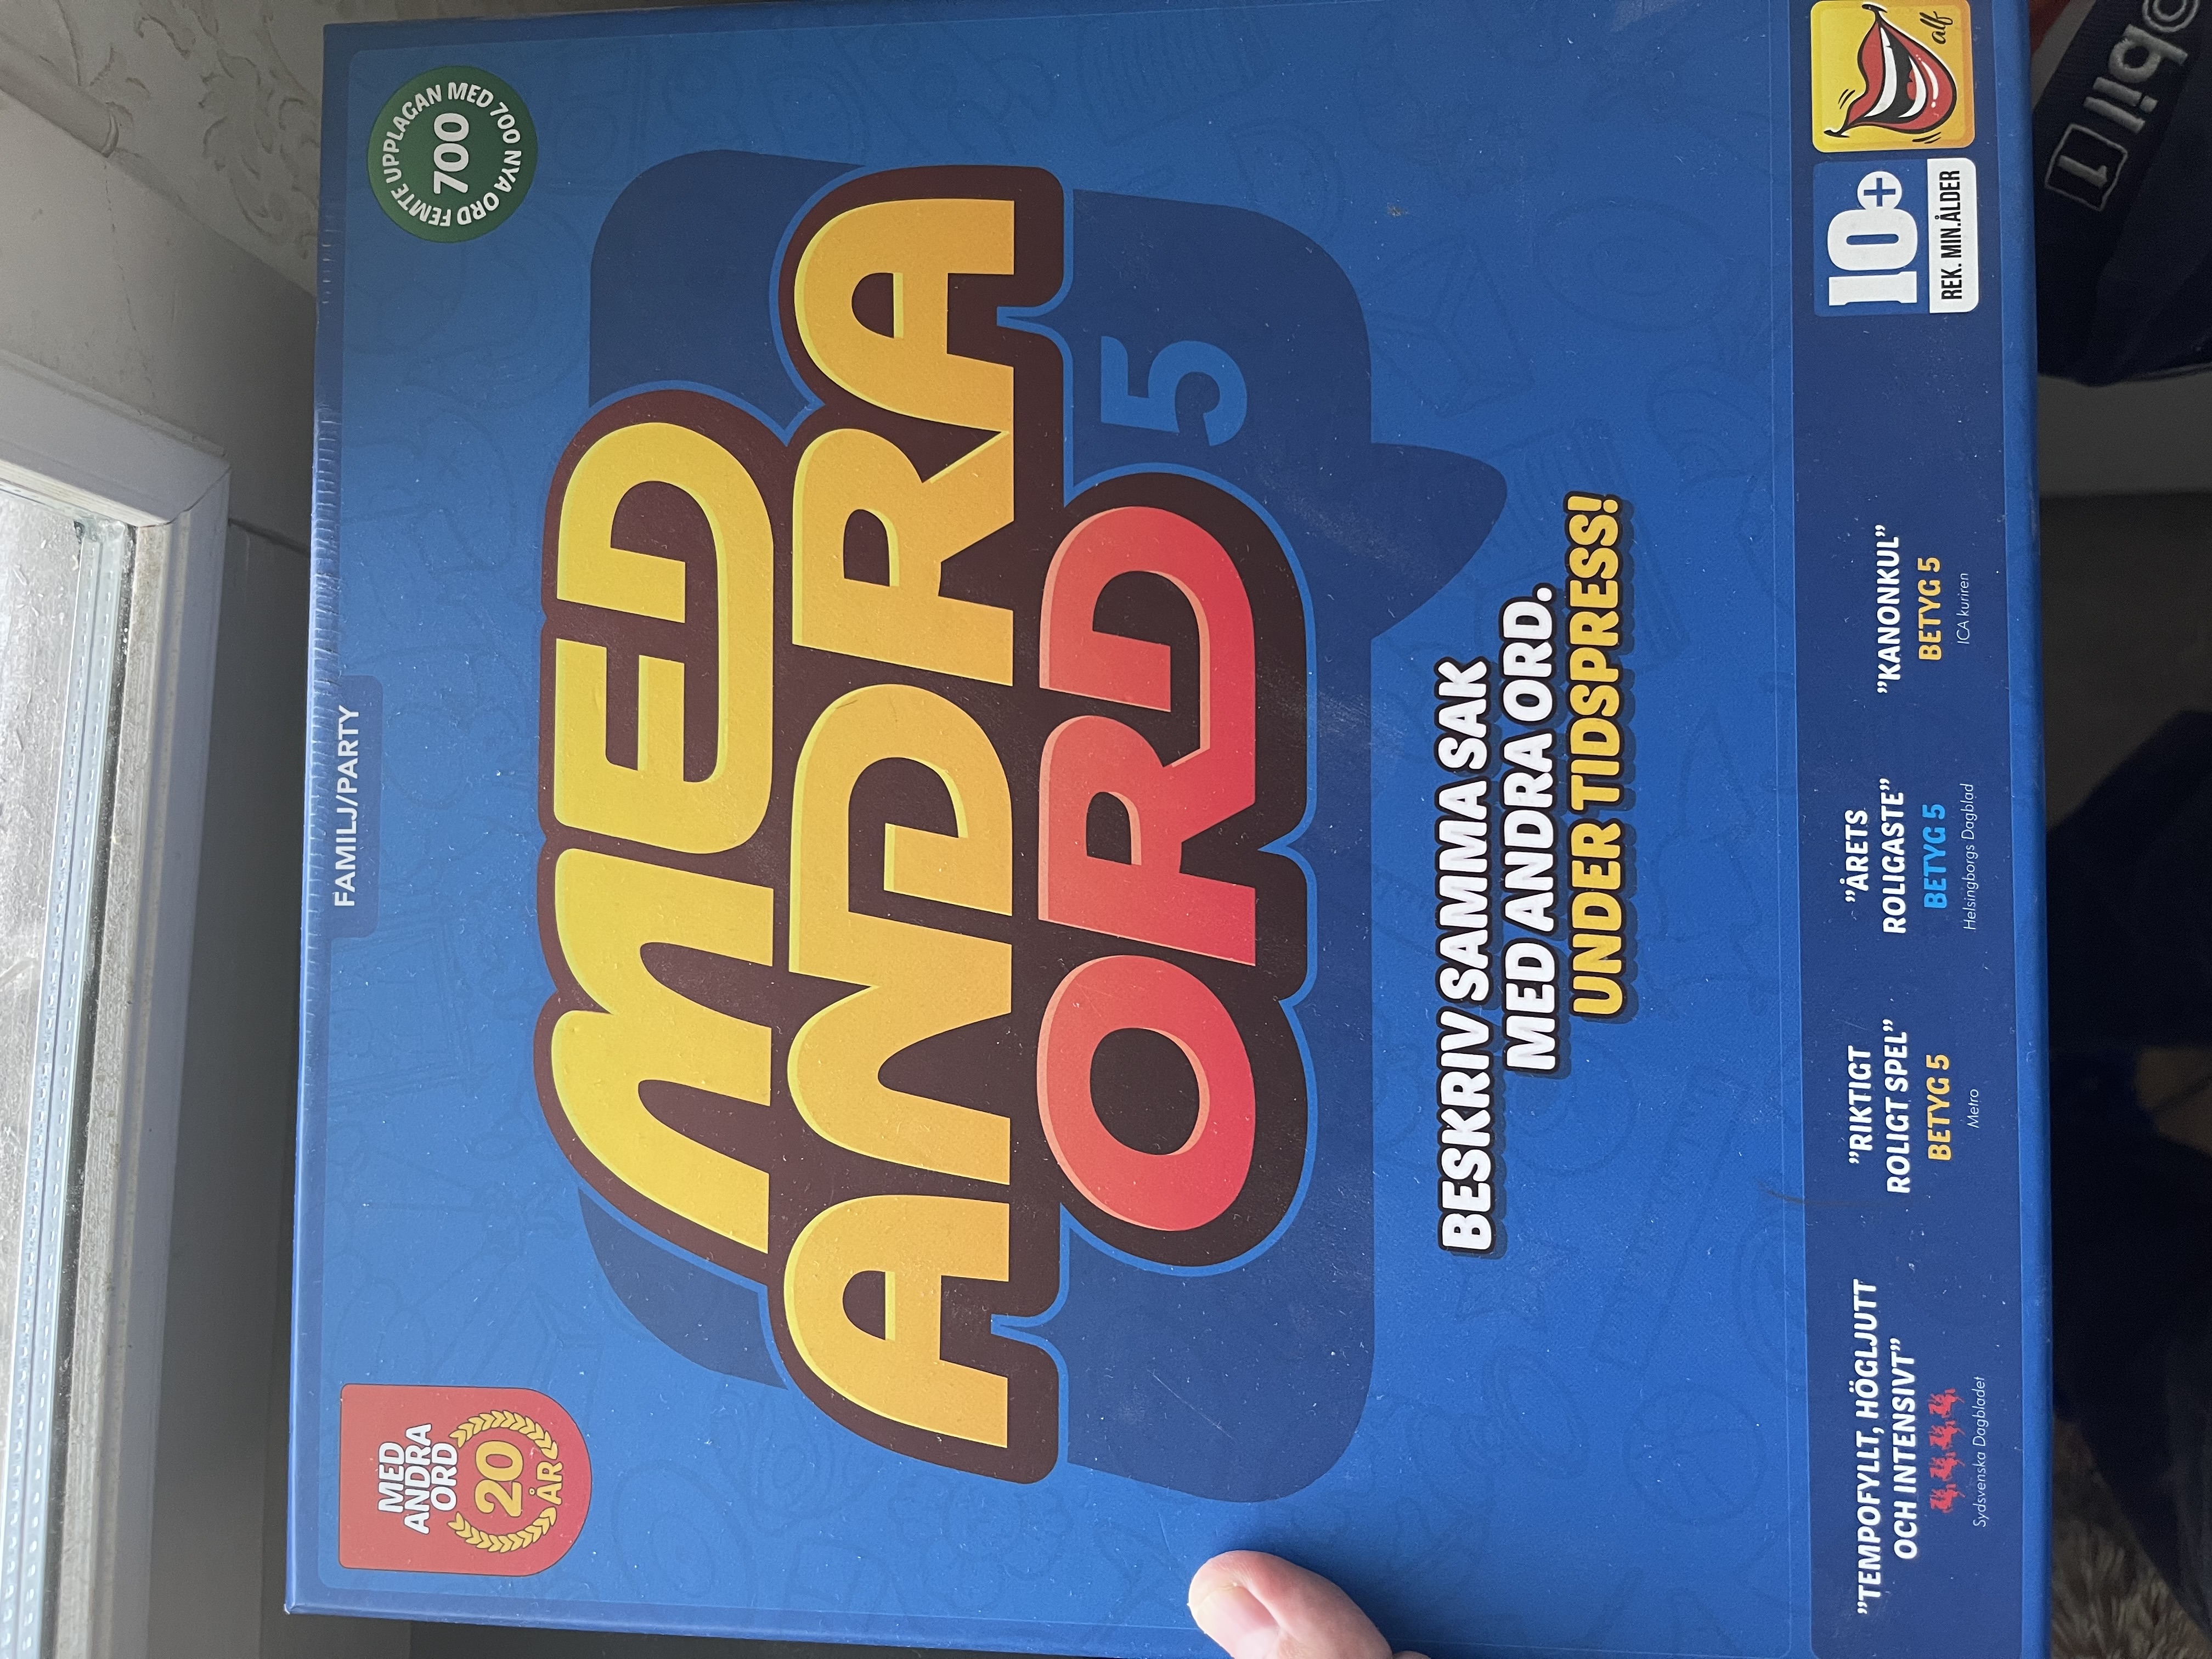 FAMILJ/PARTY
MED
ANDRA
ORD
20
ÅR
FEMTE UPPLAGAN MED 700 NYA ORD
700
MED
ANDRA
ORD 5
BESKRIV SAMMA SAK
MED ANDRA ORD.
UNDER TIDSPRESS!
”TEMPOFYLLT, HÖGLJUTT
OCH INTENSIVT”
Sydsvenska Dagbladet
”RIKTIGT
ROLIGT SPEL”
BETYG 5
Metro
”ÅRETS
ROLIGASTE”
BETYG 5
Helsingborgs Dagblad
”KANONKUL”
BETYG 5
ICA kuriren
10+
REK. MIN.ÅLDER
alf
obil 1